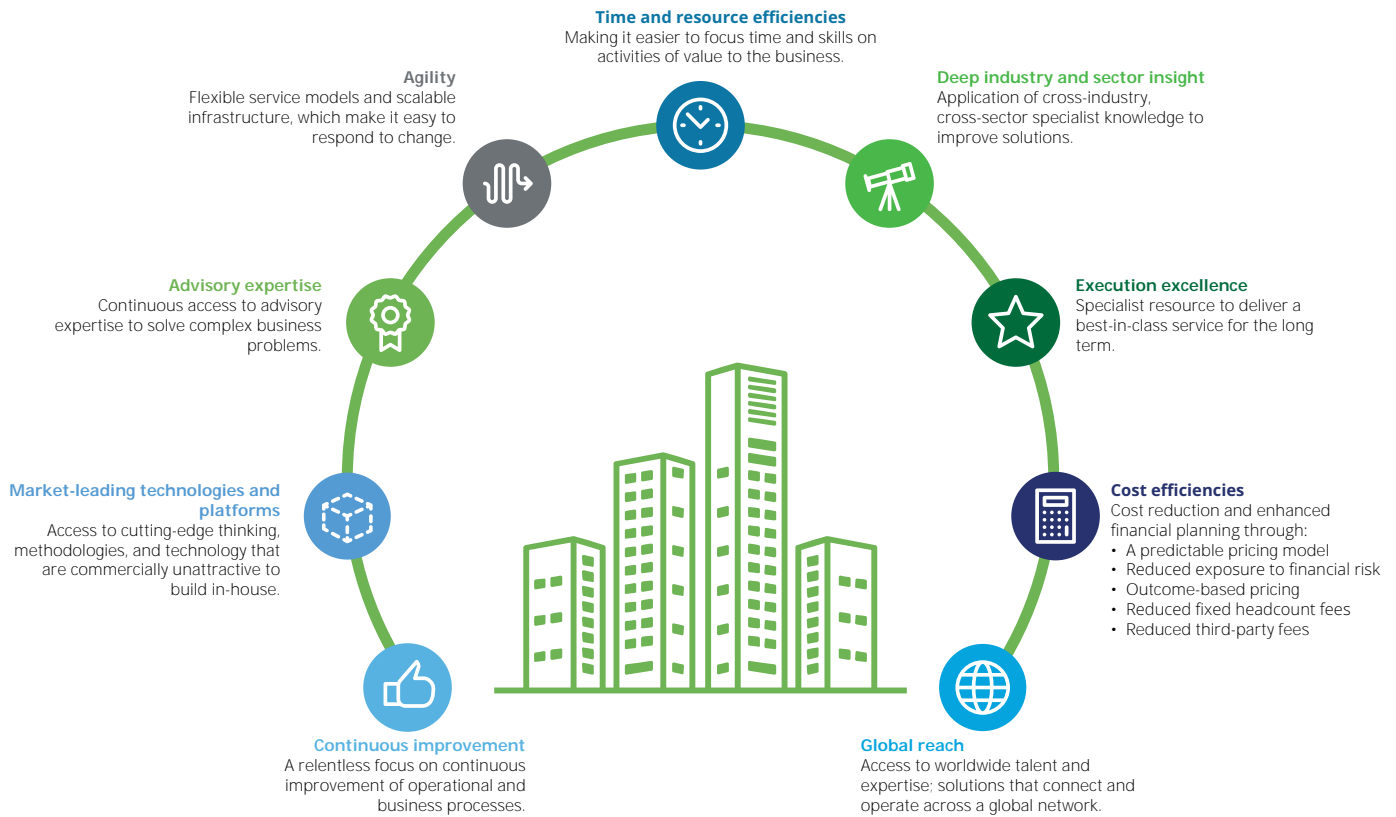 Time and resource efficiencies
Making it easier to focus time and skills on
activities of value to the business.
Agility
Flexible service models and scalable
infrastructure, which make it easy to
respond to change.
Deep industry and sector insight
Application of cross-industry,
cross-sector specialist knowledge to
improve solutions.
Advisory expertise
Continuous access to advisory
expertise to solve complex business
problems.
Execution excellence
Specialist resource to deliver a
best-in-class service for the long
term.
Market-leading technologies and
platforms
Access to cutting-edge thinking,
methodologies, and technology that
are commercially unattractive to
build in-house.
Cost efficiencies
Cost reduction and enhanced
financial planning through:
• A predictable pricing model
• Reduced exposure to financial risk
• Outcome-based pricing
• Reduced fixed headcount fees
• Reduced third-party fees
Continuous improvement
A relentless focus on continuous
improvement of operational and
business processes.
Global reach
Access to worldwide talent and
expertise; solutions that connect and
operate across a global network.